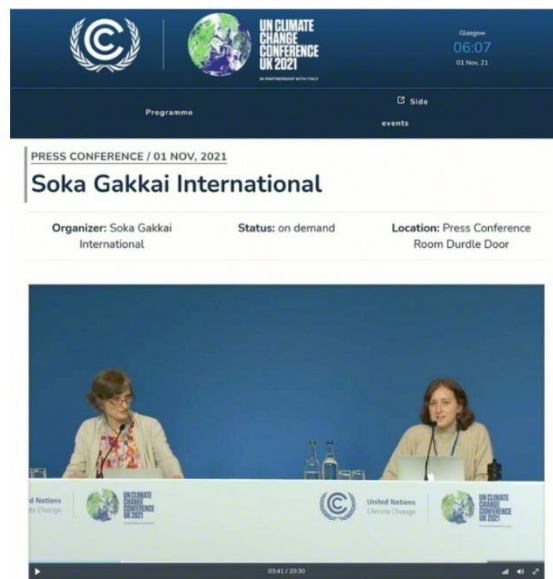 UN CLIMATE
CHANGE
CONFERENCE
UK 2021
IN PARTNERSHIP WITH ITALY
Glasgow
06:07
01 Nov, 21
Programme
Side
events
PRESS CONFERENCE / 01 NOV, 2021
Soka Gakkai International
Organizer: Soka Gakkai
International
Status: on demand
Location: Press Conference
Room Durdle Door
ed Nations
te Change
UN CLIMATE
CHANGE
CONFERENCE
UK 2021
United Nations
Climate Change
UN CLIMATE
CHANGE
CONFERENCE
UK 2021
03:41 / 20:30